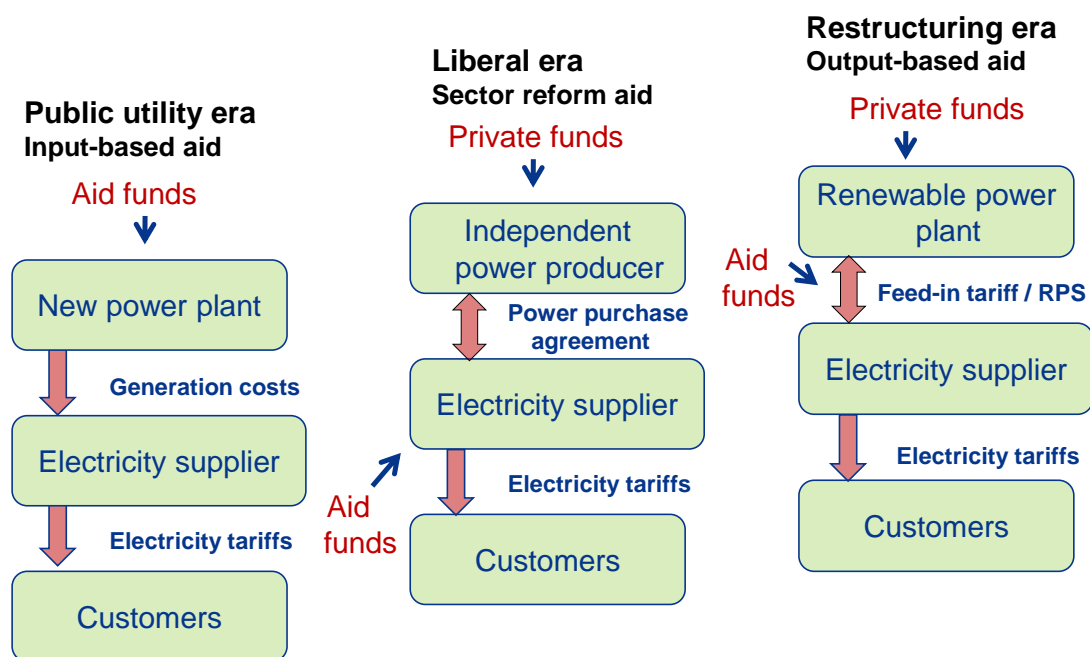 Public utility era
Input-based aid
Aid funds
New power plant
Generation costs
Electricity supplier
Electricity tariffs
Customers
Liberal era
Sector reform aid
Private funds
Independent
power producer
Power purchase
agreement
Electricity supplier
Aid
funds
Electricity tariffs
Customers
Restructuring era
Output-based aid
Private funds
Renewable power
plant
Aid
funds
Feed-in tariff / RPS
Electricity supplier
Electricity tariffs
Customers